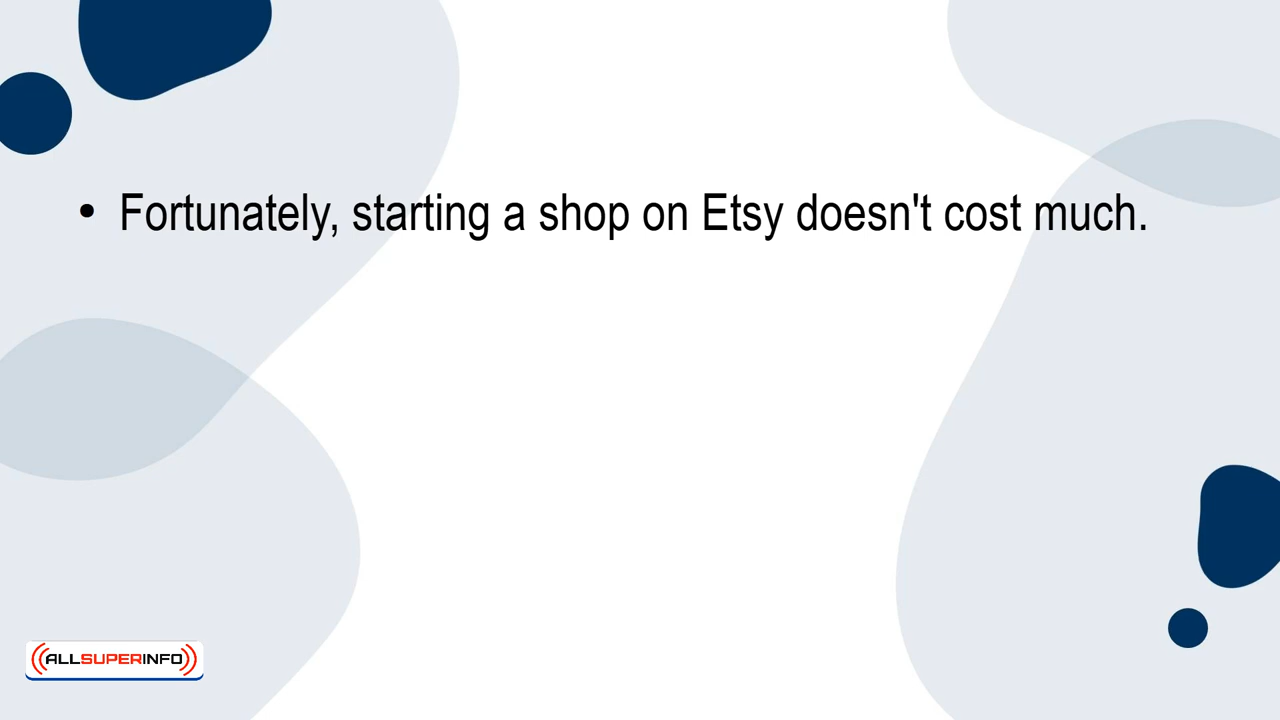 • Fortunately, starting a shop on Etsy doesn't cost much.
ALLSUPERINFO